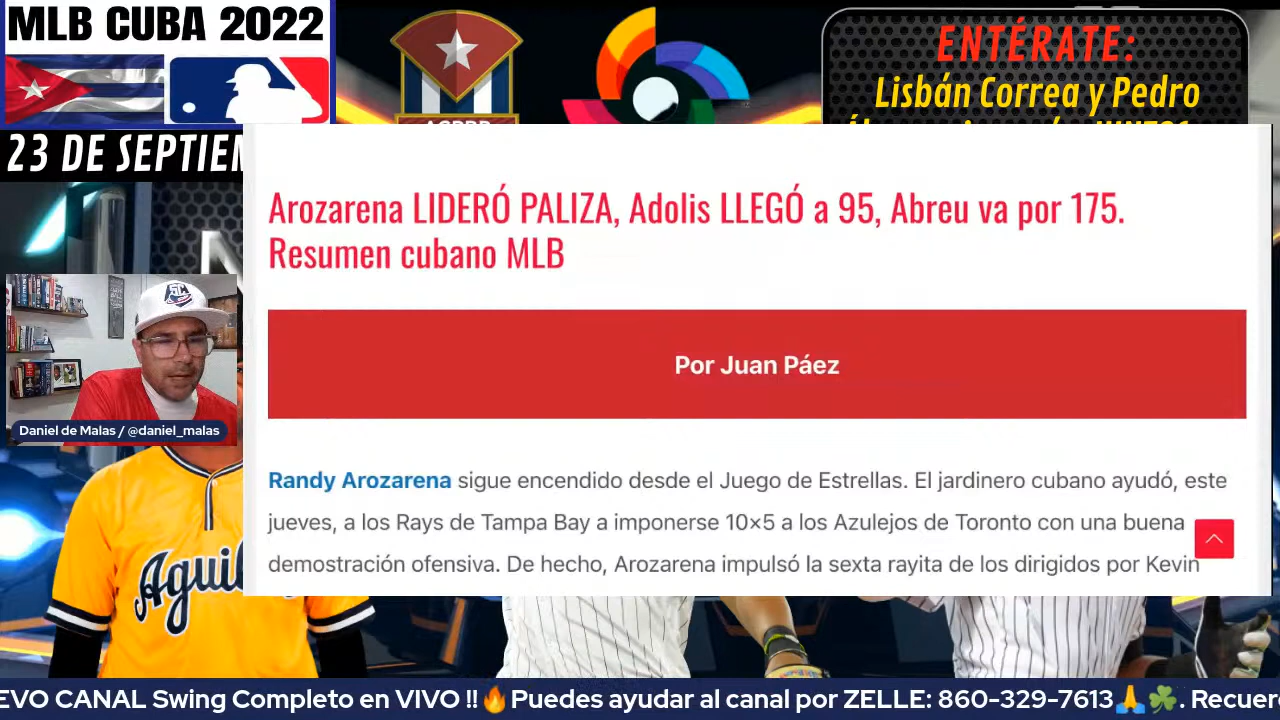 MLB CUBA 2022
ENTÉRATE:
Lisbán Correa y Pedro
23 DE SEPTIEM
Arozarena LIDERÓ PALIZA, Adolis LLEGÓ a 95, Abreu va por 175.
Resumen cubano MLB
Por Juan Páez
Randy Arozarena sigue encendido desde el Juego de Estrellas. El jardinero cubano ayudó, este
jueves, a los Rays de Tampa Bay a imponerse 10×5 a los Azulejos de Toronto con una buena
demostración ofensiva. De hecho, Arozarena impulsó la sexta rayita de los dirigidos por Kevin
Daniel de Malas / @daniel_malas
Aguil
EVO CANAL Swing Completo en VIVO !!🔥Puedes ayudar al canal por ZELLE: 860-329-7613🙏☘️. Recuer